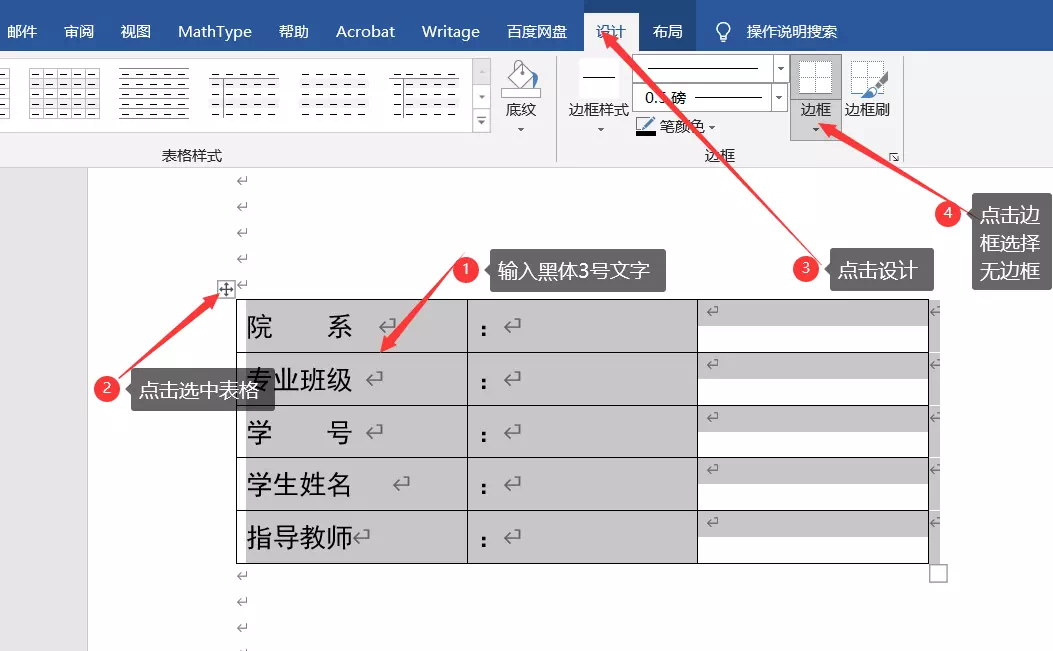 邮件 审阅 视图 MathType 帮助 Acrobat Writage 百度网盘 设计 布局 操作说明搜索
底纹 边框样式 0.5 磅 笔颜色 边框 边框刷
表格样式 边框
4 点击边
框选择
无边框
1 输入黑体3号文字
3 点击设计
院 系 ：
专业班级 ：
2 点击选中表格
学 号 ：
学生姓名 ：
指导教师 ：